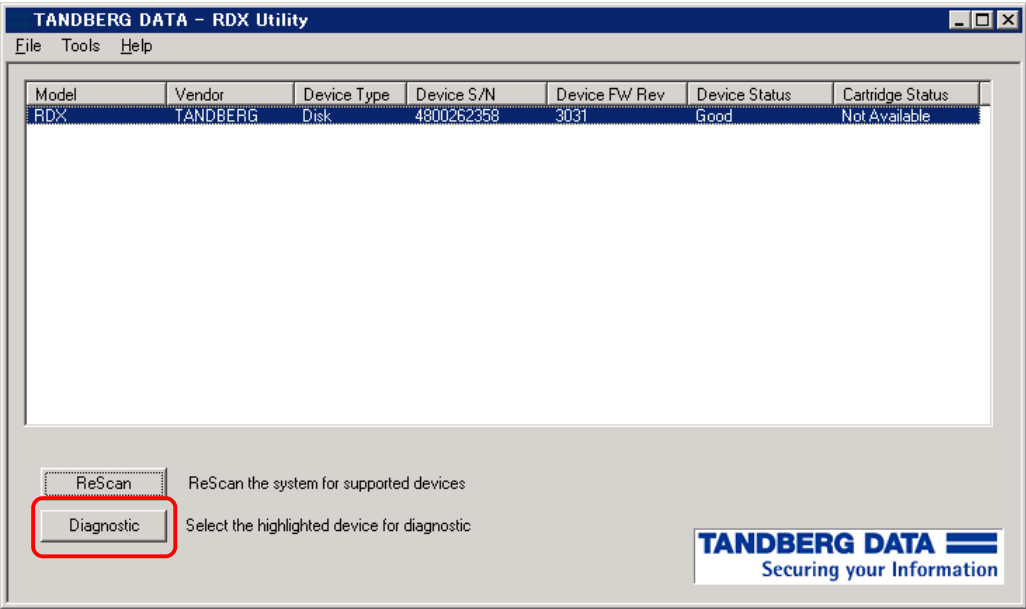 TANDBERG DATA - RDX Utility
File Tools Help
Model Vendor Device Type Device S/N Device FW Rev Device Status Cartridge Status
RDX TANDBERG Disk 4800262358 3031 Good Not Available
ReScan ReScan the system for supported devices
Diagnostic Select the highlighted device for diagnostic
TANDBERG DATA
Securing your Information